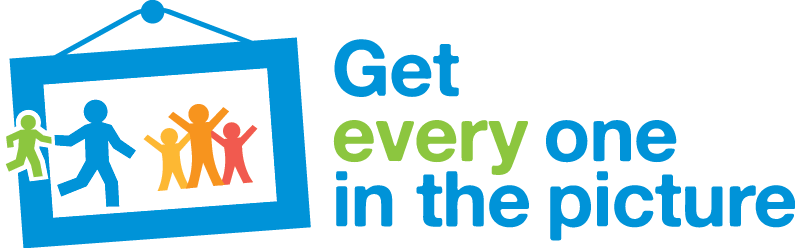 Get
every one
in the picture